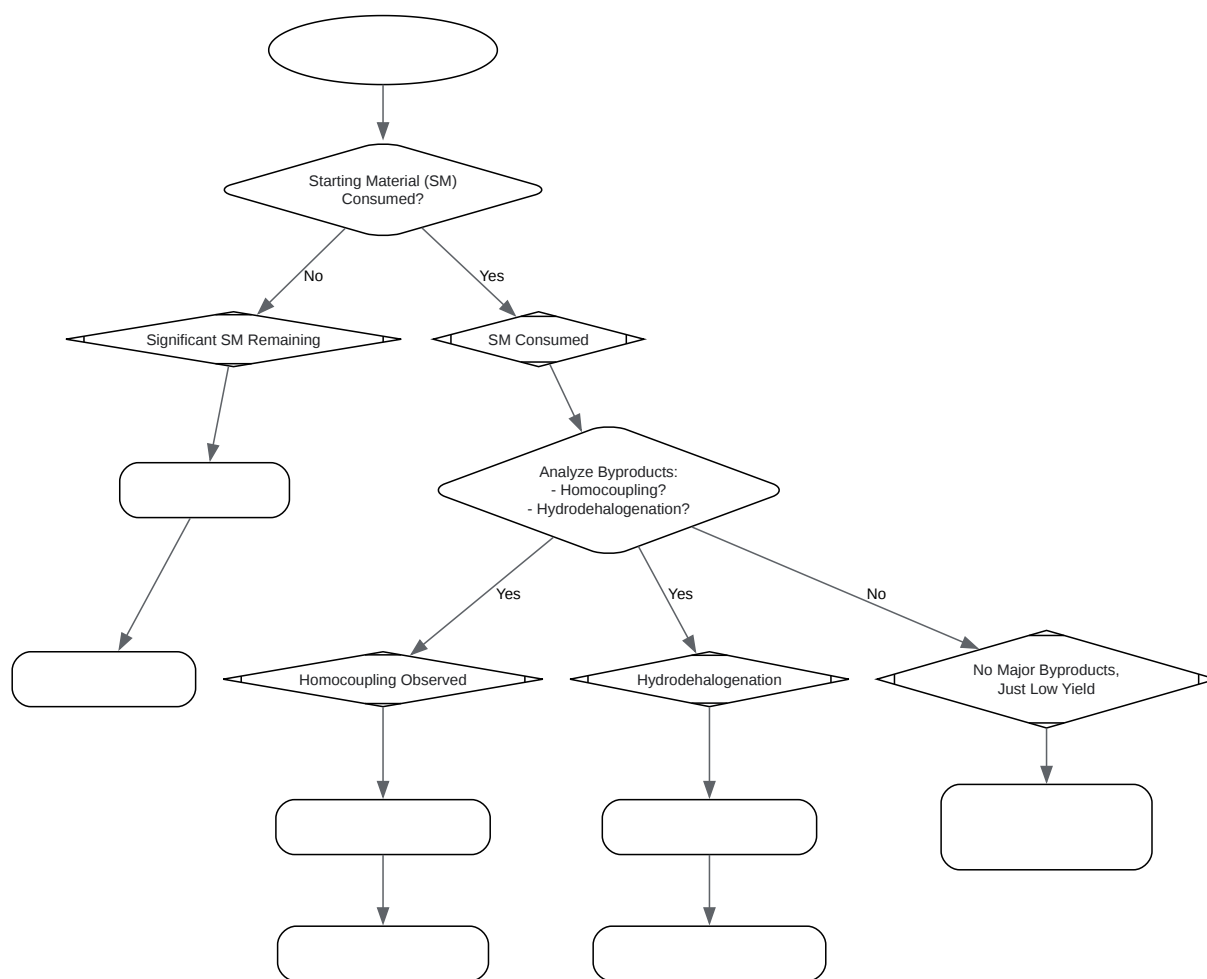 Starting Material (SM)
Consumed?
No
Yes
Significant SM Remaining
SM Consumed
Analyze Byproducts:
- Homocoupling?
- Hydrodehalogenation?
Yes
Yes
No
Homocoupling Observed
Hydrodehalogenation
No Major Byproducts,
Just Low Yield